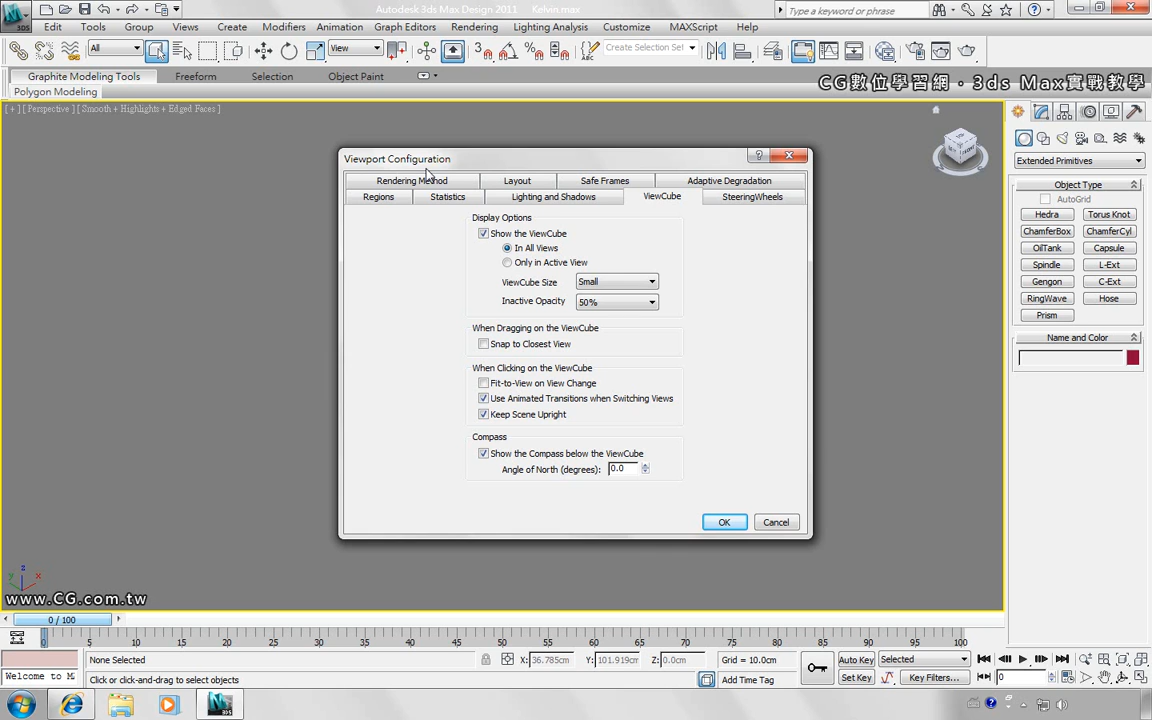 Autodesk 3ds Max Design 2011 Kelvin.max
Type a keyword or phrase
Edit Tools Group Views Create Modifiers Animation Graph Editors Rendering Lighting Analysis Customize MAXScript Help
All View Create Selection Se
Graphite Modeling Tools Freeform Selection Object Paint
Polygon Modeling
CG數位學習網・3ds Max實戰教學
[ + ] [ Perspective ] [ Smooth + Highlights + Edged Faces ]
Viewport Configuration
Rendering Method Layout Safe Frames Adaptive Degradation
Regions Statistics Lighting and Shadows ViewCube SteeringWheels
Display Options
Show the ViewCube
In All Views
Only in Active View
ViewCube Size Small
Inactive Opacity 50%
When Dragging on the ViewCube
Snap to Closest View
When Clicking on the ViewCube
Fit-to-View on View Change
Use Animated Transitions when Switching Views
Keep Scene Upright
Compass
Show the Compass below the ViewCube
Angle of North (degrees): 0.0
OK Cancel
Extended Primitives
Object Type
AutoGrid
Hedra Torus Knot
ChamferBox ChamferCyl
OilTank Capsule
Spindle L-Ext
Gengon C-Ext
RingWave Hose
Prism
Name and Color
z
y x
www.CG.com.tw
0 / 100
0 5 10 15 20 25 30 35 40 45 50 55 60 65 70 75 80 85 90 95 100
None Selected X: 36.785cm Y: 101.919cm Z: 0.0cm Grid = 10.0cm Auto Key Selected
Welcome to M Click or click-and-drag to select objects Add Time Tag Set Key Key Filters... 0